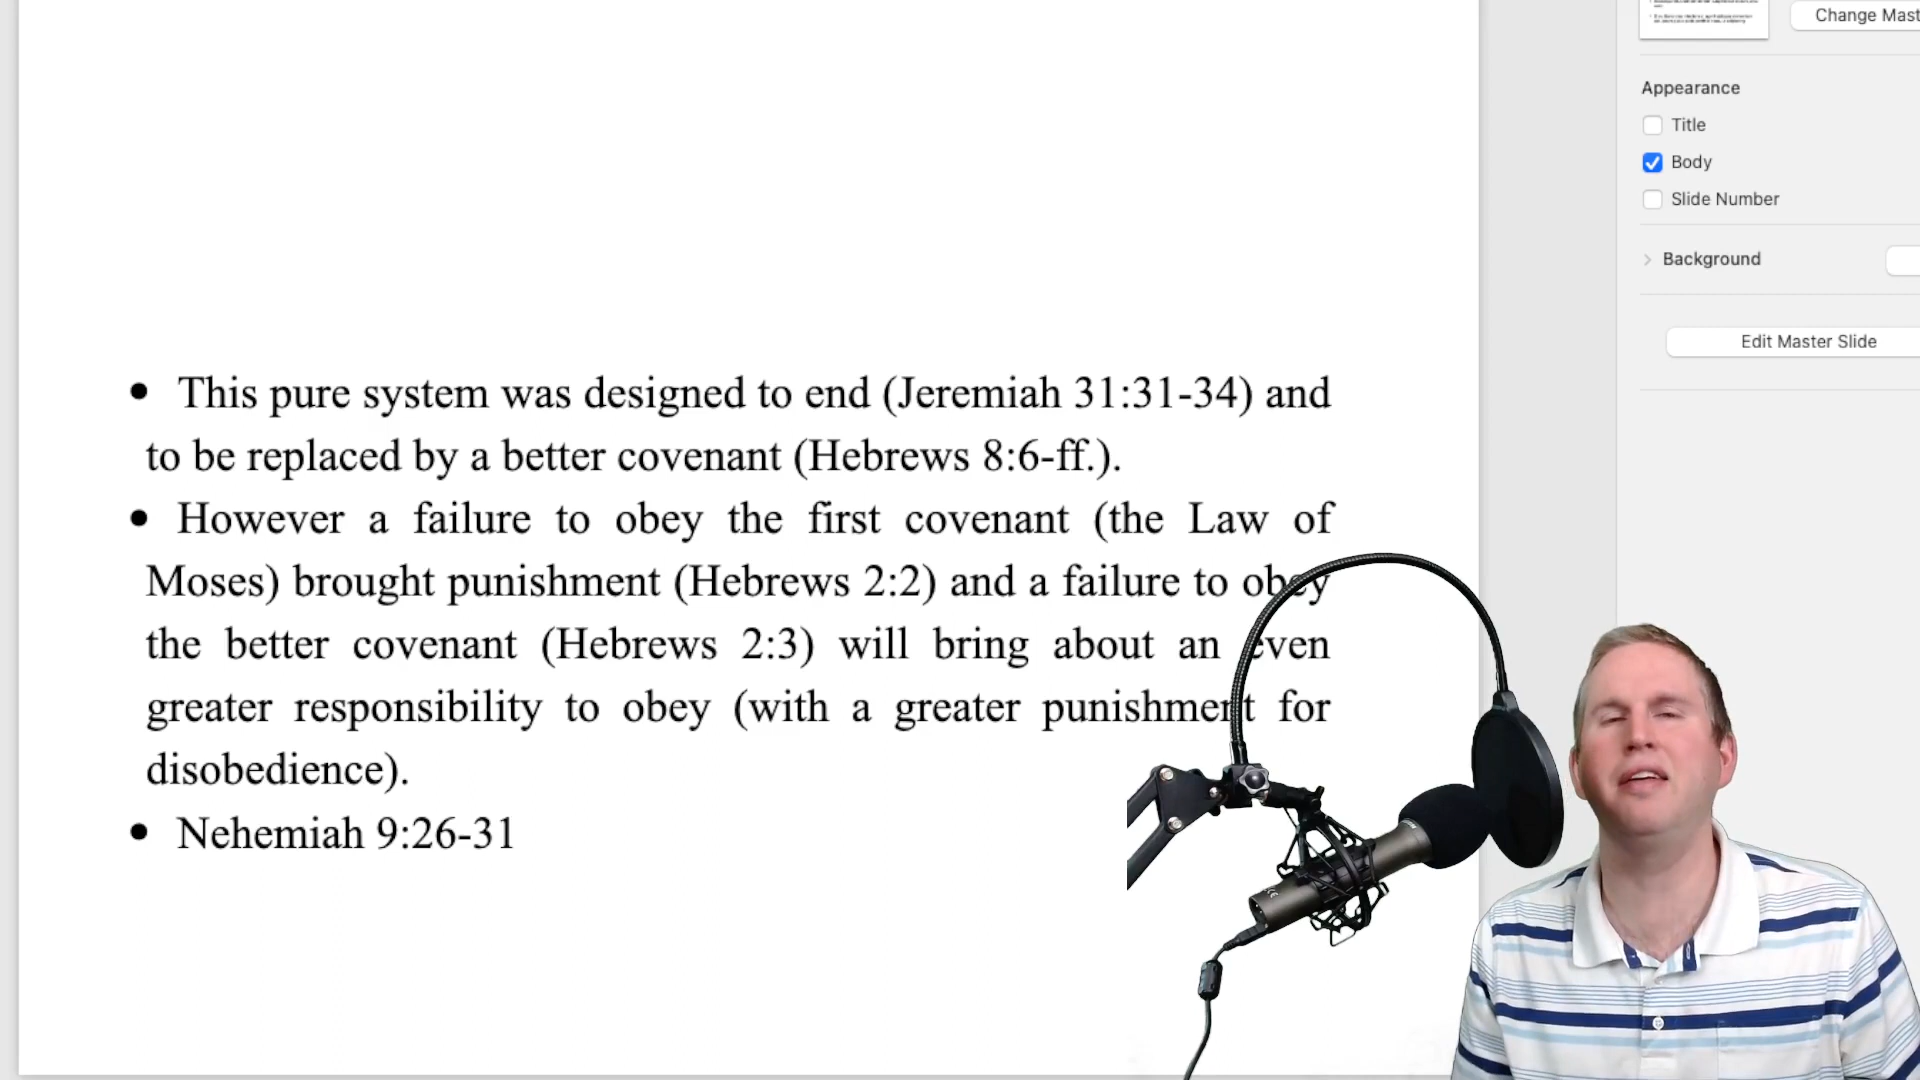 Change Mast
Appearance
Title
Body
Slide Number
Background
Edit Master Slide
• This pure system was designed to end (Jeremiah 31:31-34) and
to be replaced by a better covenant (Hebrews 8:6-ff.).
• However a failure to obey the first covenant (the Law of
Moses) brought punishment (Hebrews 2:2) and a failure to obey
the better covenant (Hebrews 2:3) will bring about an even
greater responsibility to obey (with a greater punishment for
disobedience).
• Nehemiah 9:26-31